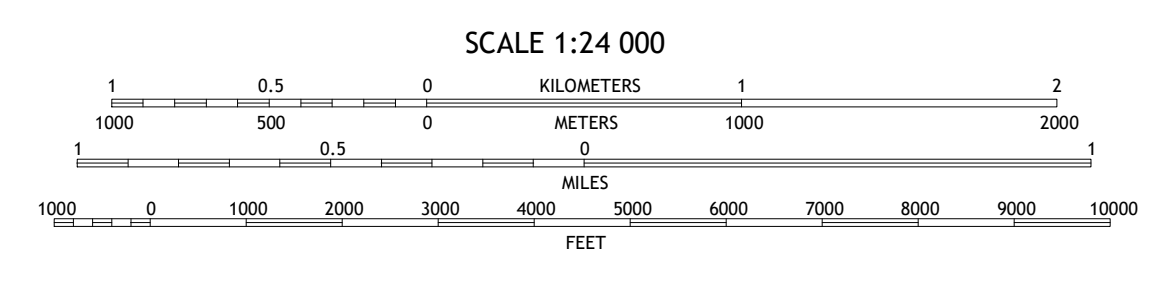 SCALE 1:24 000
1 0.5 0 KILOMETERS 1 2
1000 500 0 METERS 1000 2000
1 0.5 0 1
MILES
1000 0 1000 2000 3000 4000 5000 6000 7000 8000 9000 10000
FEET